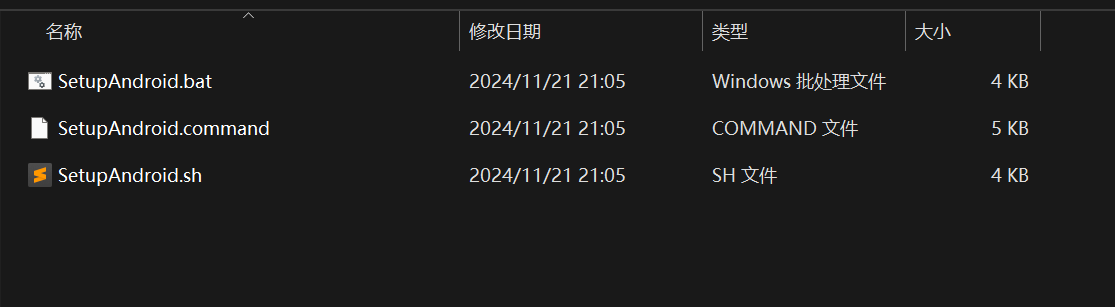 名称 修改日期 类型 大小
SetupAndroid.bat 2024/11/21 21:05 Windows 批处理文件 4 KB
SetupAndroid.command 2024/11/21 21:05 COMMAND 文件 5 KB
SetupAndroid.sh 2024/11/21 21:05 SH 文件 4 KB